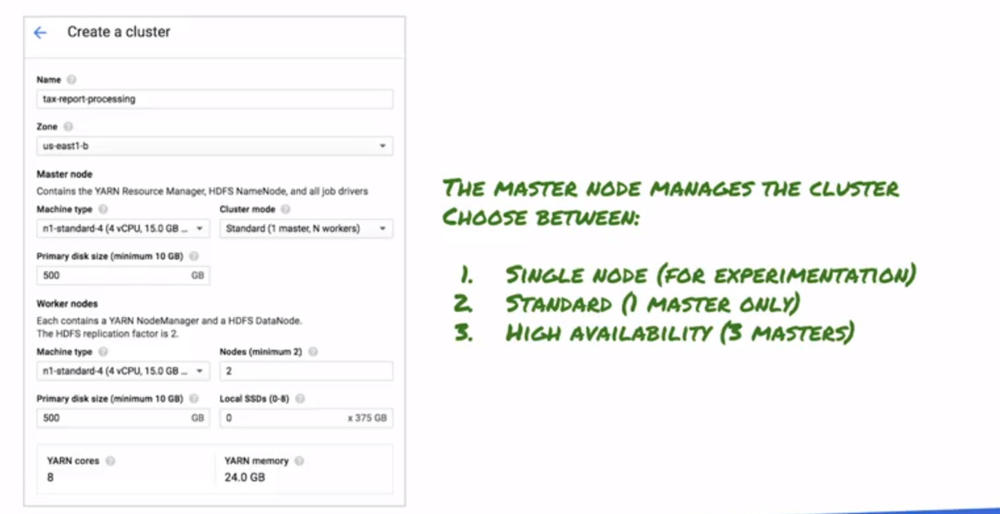 Create a cluster
Name
tax-report-processing
Zone
us-east1-b
Master node
Contains the YARN Resource Manager, HDFS NameNode, and all job drivers
Machine type Cluster mode
n1-standard-4 (4 vCPU, 15.0 GB ... Standard (1 master, N workers)
Primary disk size (minimum 10 GB)
500 GB
Worker nodes
Each contains a YARN NodeManager and a HDFS DataNode.
The HDFS replication factor is 2.
Machine type Nodes (minimum 2)
n1-standard-4 (4 vCPU, 15.0 GB ... 2
Primary disk size (minimum 10 GB) Local SSDs (0-8)
500 GB 0 x 375 GB
YARN cores YARN memory
8 24.0 GB
THE MASTER NODE MANAGES THE CLUSTER
CHOOSE BETWEEN:
1. SINGLE NODE (FOR EXPERIMENTATION)
2. STANDARD (1 MASTER ONLY)
3. HIGH AVAILABILITY (3 MASTERS)